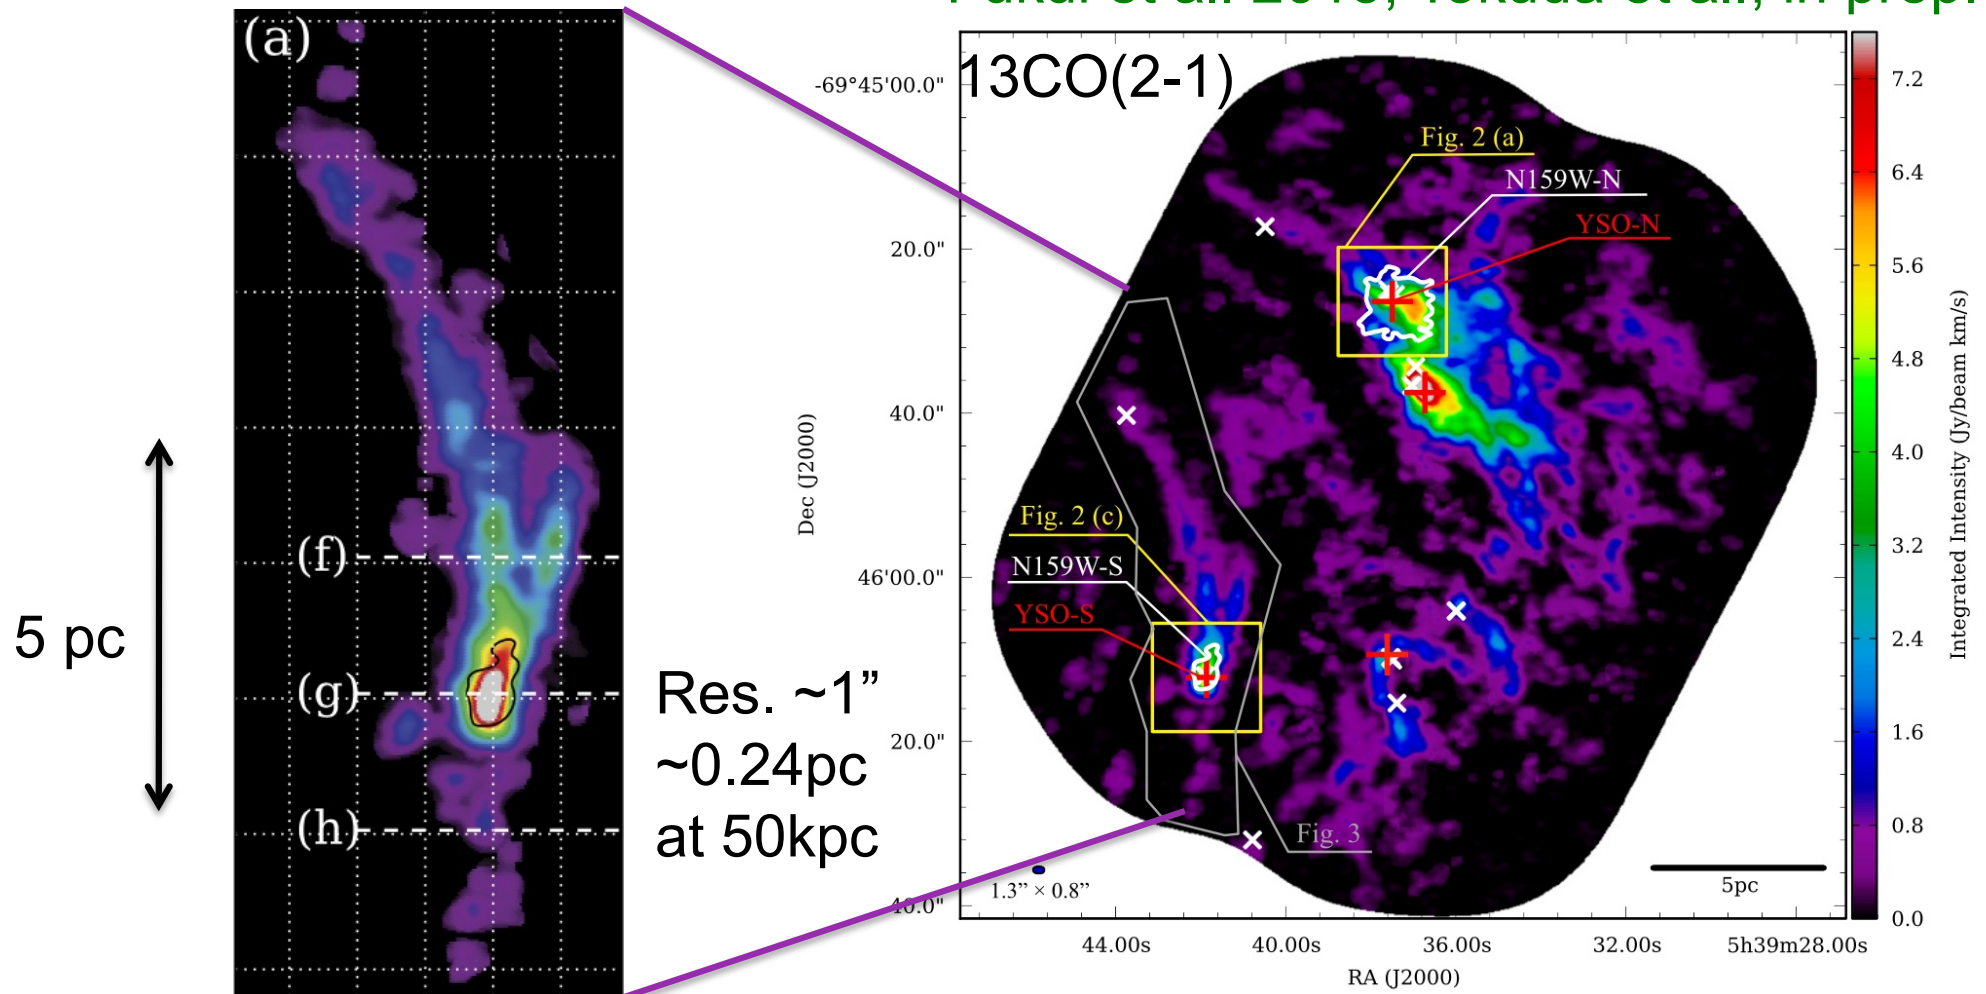 (a)
(f)
(g)
(h)
5 pc
Res. ~1”
~0.24pc
at 50kpc
13CO(2-1)
-69°45'00.0"
20.0"
40.0"
46'00.0"
20.0"
40.0"
Dec (J2000)
Fig. 2 (a)
N159W-N
YSO-N
Fig. 2 (c)
N159W-S
YSO-S
Fig. 3
1.3” × 0.8”
5pc
44.00s
40.00s
36.00s
32.00s
5h39m28.00s
RA (J2000)
7.2
6.4
5.6
4.8
4.0
3.2
2.4
1.6
0.8
0.0
Integrated Intensity (Jy/beam km/s)